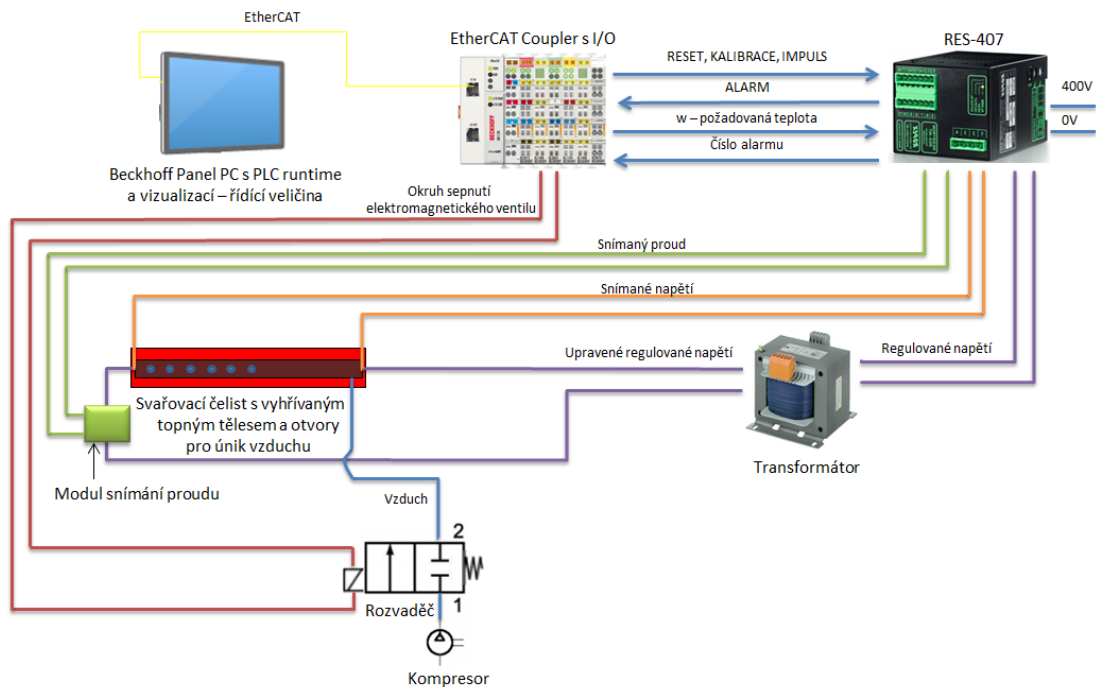 EtherCAT
EtherCAT Coupler s I/O
RES-407
RESET, KALIBRACE, IMPULS
ALARM
400V
w – požadovaná teplota
0V
Číslo alarmu
BECKHOFF
Beckhoff Panel PC s PLC runtime
a vizualizací – řídící veličina
Okruh sepnutí
elektromagnetického ventilu
Snímaný proud
Snímané napětí
Upravené regulované napětí
Regulované napětí
Svařovací čelist s vyhřívaným
topným tělesem a otvory
pro únik vzduchu
Transformátor
Modul snímání proudu
Vzduch
2
1
Rozvaděč
Kompresor